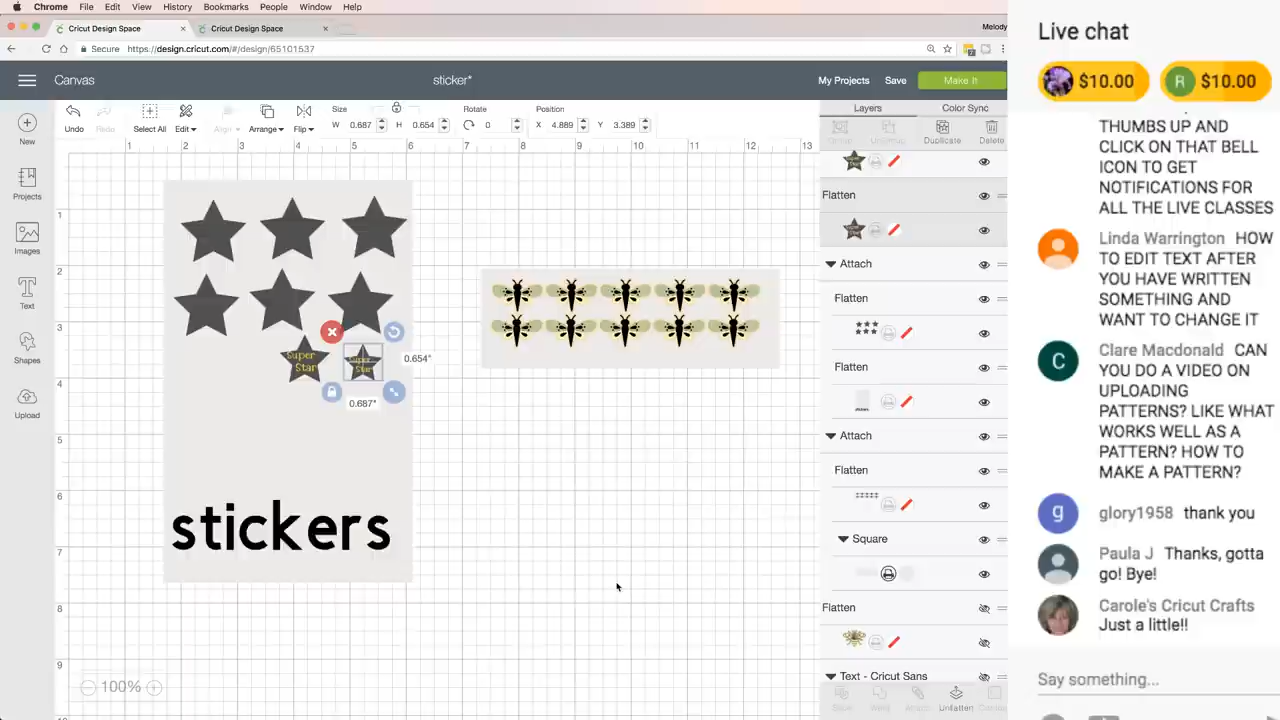 Chrome File Edit View History Bookmarks People Window Help
Cricut Design Space Cricut Design Space Melody
Secure https://design.cricut.com/#/design/65101537
Canvas sticker* My Projects Save Make It
New
Projects
Images
Text
Shapes
Upload
Undo Redo Select All Edit Align Arrange Flip
Size W 0.687 H 0.654
Rotate 0
Position X 4.889 Y 3.389
1 2 3 4 5 6 7 8 9 10 11 12 13
1
2
3
4
5
6
7
8
9
Super
Star
Super
Star
0.654"
0.687"
stickers
100%
Layers Color Sync
Duplicate Delete
Flatten
Attach
Flatten
Flatten
Attach
Flatten
Square
Flatten
Text - Cricut Sans
Unflatten
Live chat
$10.00 R $10.00
THUMBS UP AND
CLICK ON THAT BELL
ICON TO GET
NOTIFICATIONS FOR
ALL THE LIVE CLASSES
Linda Warrington HOW
TO EDIT TEXT AFTER
YOU HAVE WRITTEN
SOMETHING AND
WANT TO CHANGE IT
C Clare Macdonald CAN
YOU DO A VIDEO ON
UPLOADING
PATTERNS? LIKE WHAT
WORKS WELL AS A
PATTERN? HOW TO
MAKE A PATTERN?
g glory1958 thank you
Paula J Thanks, gotta
go! Bye!
Carole's Cricut Crafts
Just a little!!
Say something...